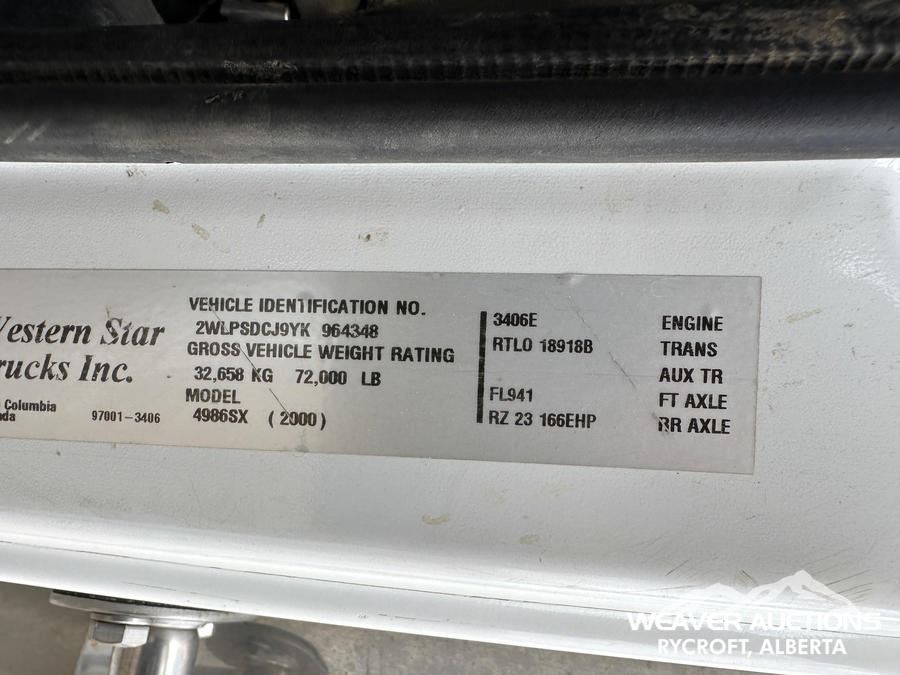 Western Star
Trucks Inc.
Columbia
97001-3406
VEHICLE IDENTIFICATION NO.
2WLPSDCJ9YK 964348
GROSS VEHICLE WEIGHT RATING
32,658 KG 72,000 LB
MODEL
4986SX (2000)
3406E ENGINE
RTLO 18918B TRANS
AUX TR
FL941 FT AXLE
RZ 23 166EHP RR AXLE
WEAVER AUCTIONS
RYCROFT, ALBERTA